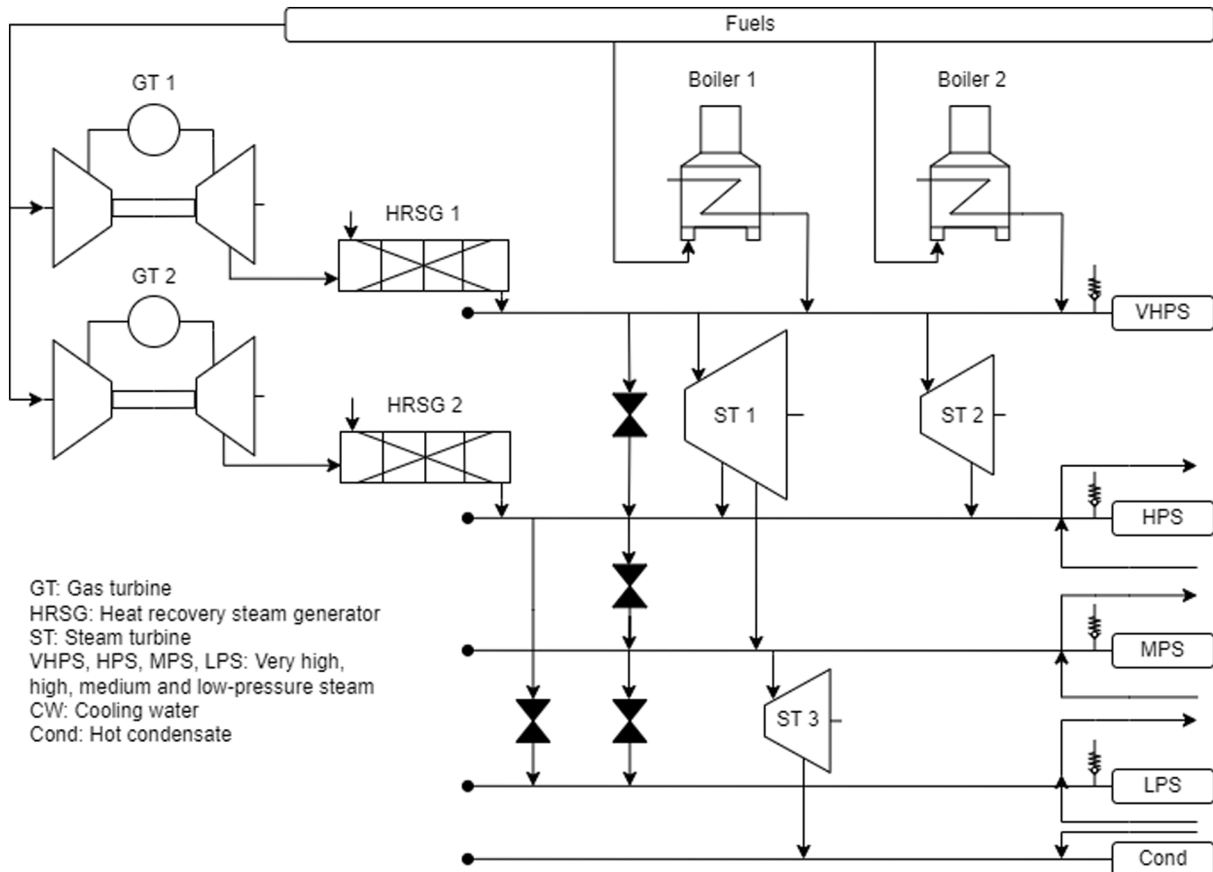 Fuels
GT 1
Boiler 1
Boiler 2
HRSG 1
GT 2
VHPS
HRSG 2
ST 1
ST 2
HPS
GT: Gas turbine
HRSG: Heat recovery steam generator
ST: Steam turbine
VHPS, HPS, MPS, LPS: Very high,
high, medium and low-pressure steam
CW: Cooling water
Cond: Hot condensate
MPS
ST 3
LPS
Cond